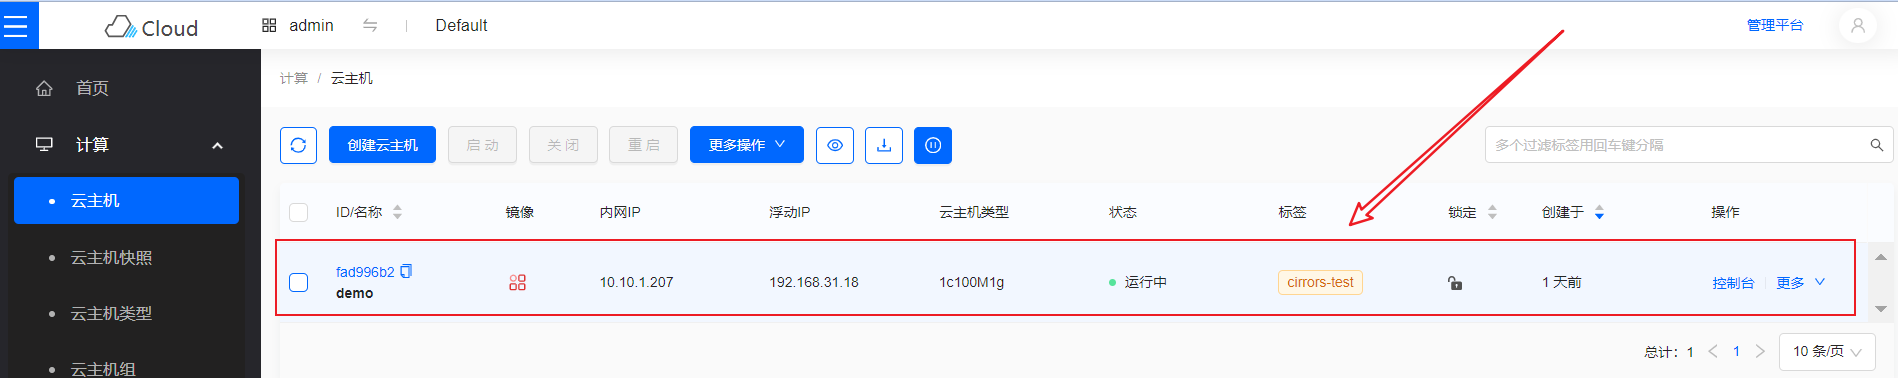 Cloud admin Default 管理平台
首页
计算
云主机
云主机快照
云主机类型
云主机组
计算 / 云主机
创建云主机 启动 关闭 重启 更多操作 多个过滤标签用回车键分隔
ID/名称 镜像 内网IP 浮动IP 云主机类型 状态 标签 锁定 创建于 操作
fad996b2
demo
10.10.1.207 192.168.31.18 1c100M1g 运行中 cirrors-test 1 天前 控制台 更多
总计：1 1 10 条/页